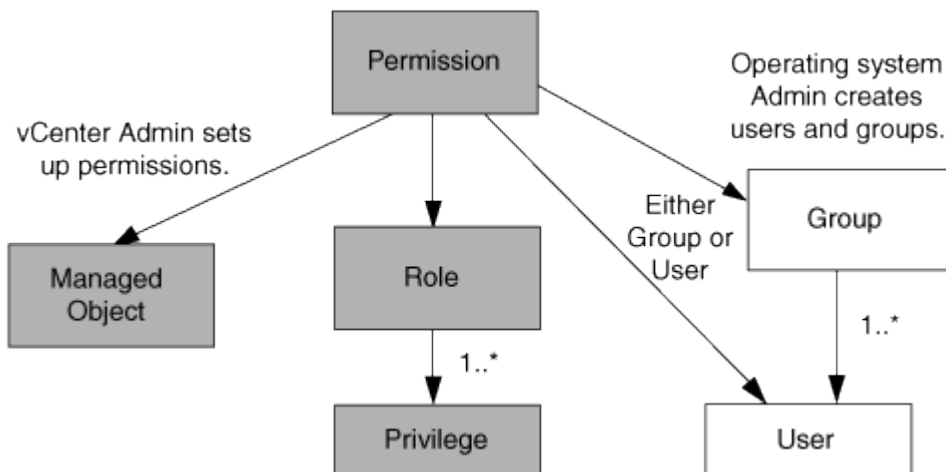 Permission
Operating system
Admin creates
users and groups.
vCenter Admin sets
up permissions.
Either
Group or
User
Group
Managed
Object
Role
1..*
1..*
Privilege
User